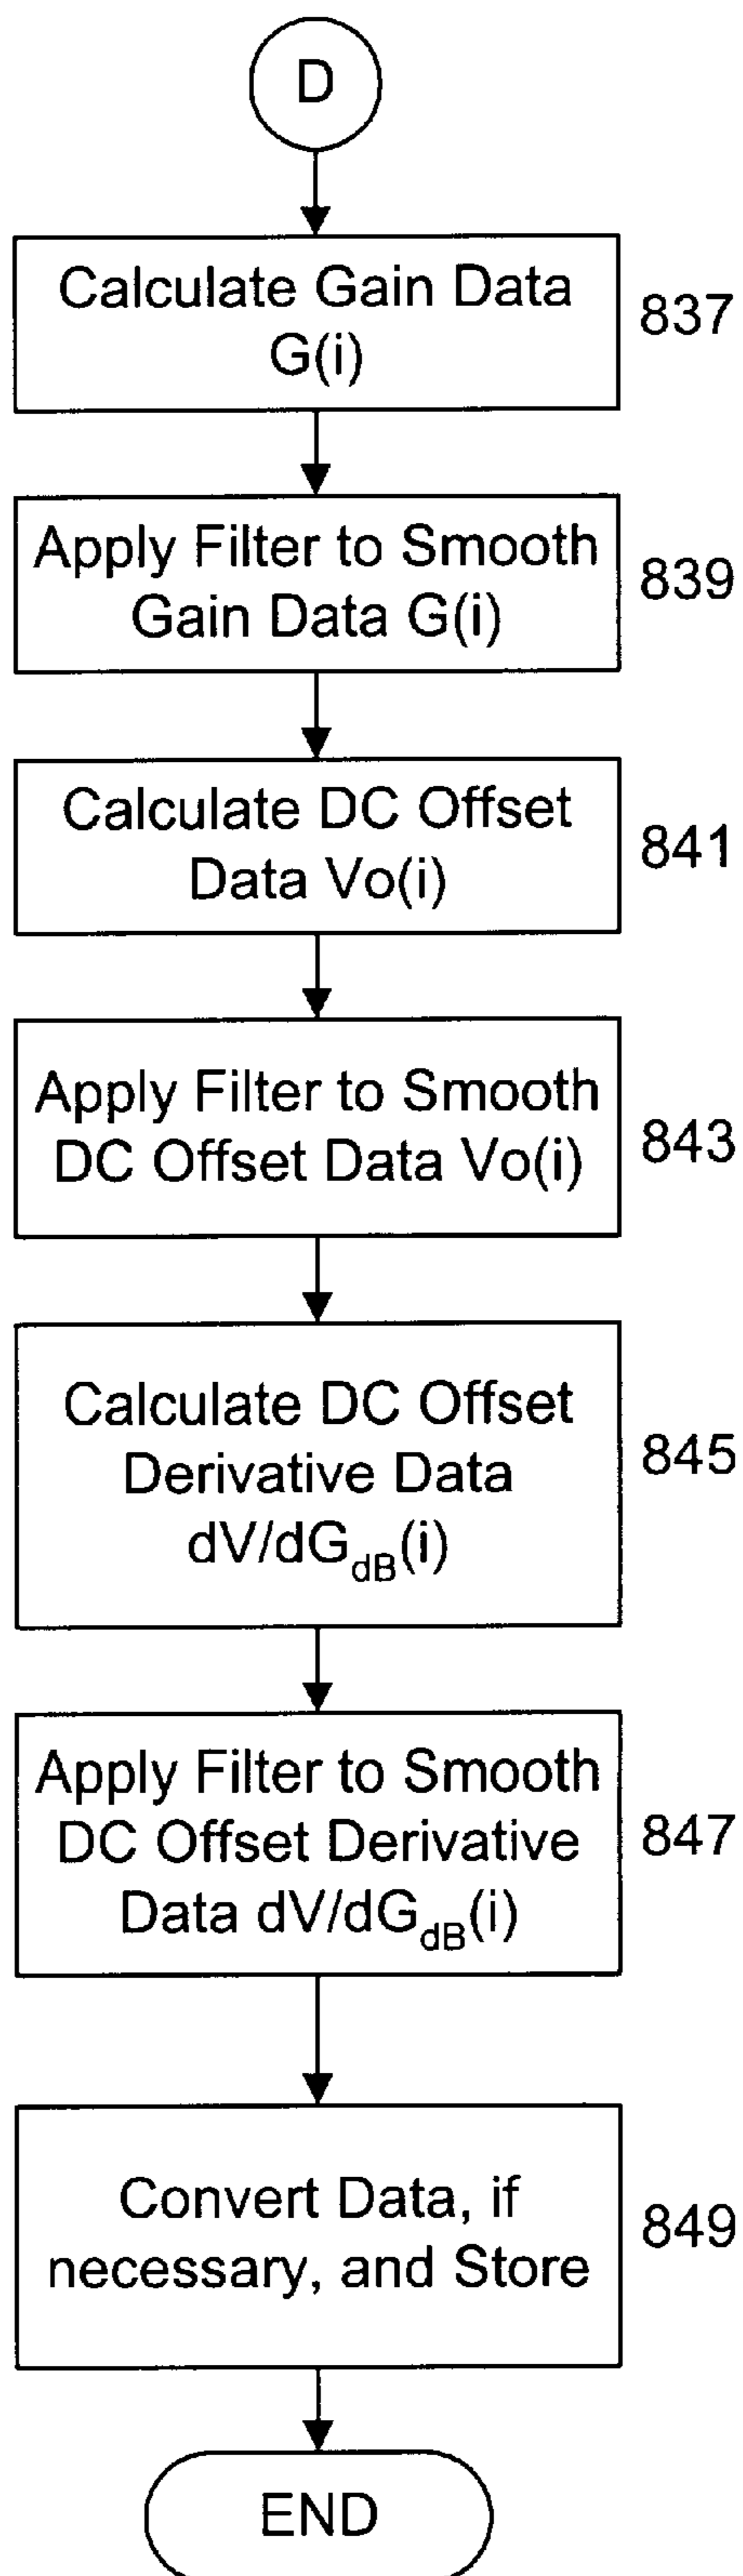 D
Calculate Gain Data
G(i)
837
Apply Filter to Smooth
Gain Data G(i)
839
Calculate DC Offset
Data Vo(i)
841
Apply Filter to Smooth
DC Offset Data Vo(i)
843
Calculate DC Offset
Derivative Data
dV/dG_dB(i)
845
Apply Filter to Smooth
DC Offset Derivative
Data dV/dG_dB(i)
847
Convert Data, if
necessary, and Store
849
END